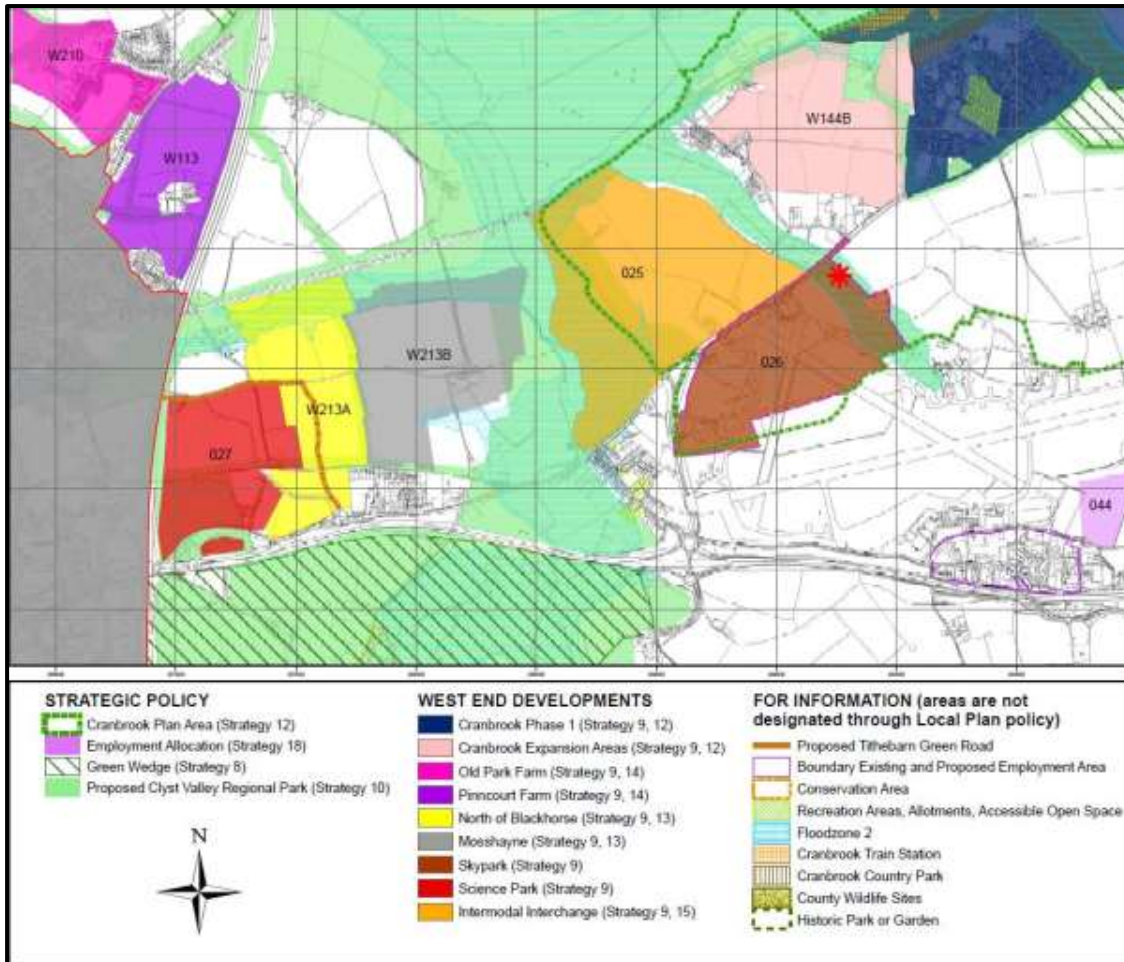 W210
W144B
W113
025
W213B
026
W213A
027
044
STRATEGIC POLICY
Cranbrook Plan Area (Strategy 12)
Employment Allocation (Strategy 18)
Green Wedge (Strategy 8)
Proposed Clyst Valley Regional Park (Strategy 10)
N
WEST END DEVELOPMENTS
Cranbrook Phase 1 (Strategy 9, 12)
Cranbrook Expansion Areas (Strategy 9, 12)
Old Park Farm (Strategy 9, 14)
Pinncourt Farm (Strategy 9, 14)
North of Blackhorse (Strategy 9, 13)
Mosshayne (Strategy 9, 13)
Skypark (Strategy 9)
Science Park (Strategy 9)
Intermodal Interchange (Strategy 9, 15)
FOR INFORMATION (areas are not
designated through Local Plan policy)
Proposed Tithebarn Green Road
Boundary Existing and Proposed Employment Area
Conservation Area
Recreation Areas, Allotments, Accessible Open Space
Floodzone 2
Cranbrook Train Station
Cranbrook Country Park
County Wildlife Sites
Historic Park or Garden